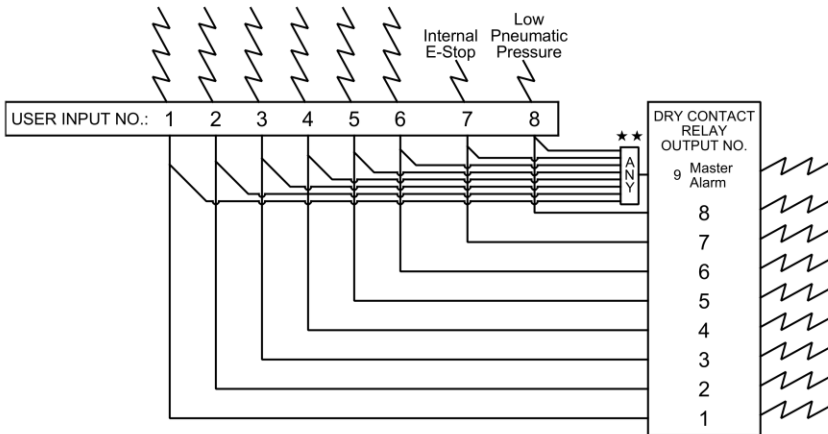 Low
Internal Pneumatic
E-Stop Pressure
USER INPUT NO.: 1 2 3 4 5 6 7 8
DRY CONTACT
RELAY
OUTPUT NO.
★ ★
ANY
9 Master
Alarm
8
7
6
5
4
3
2
1